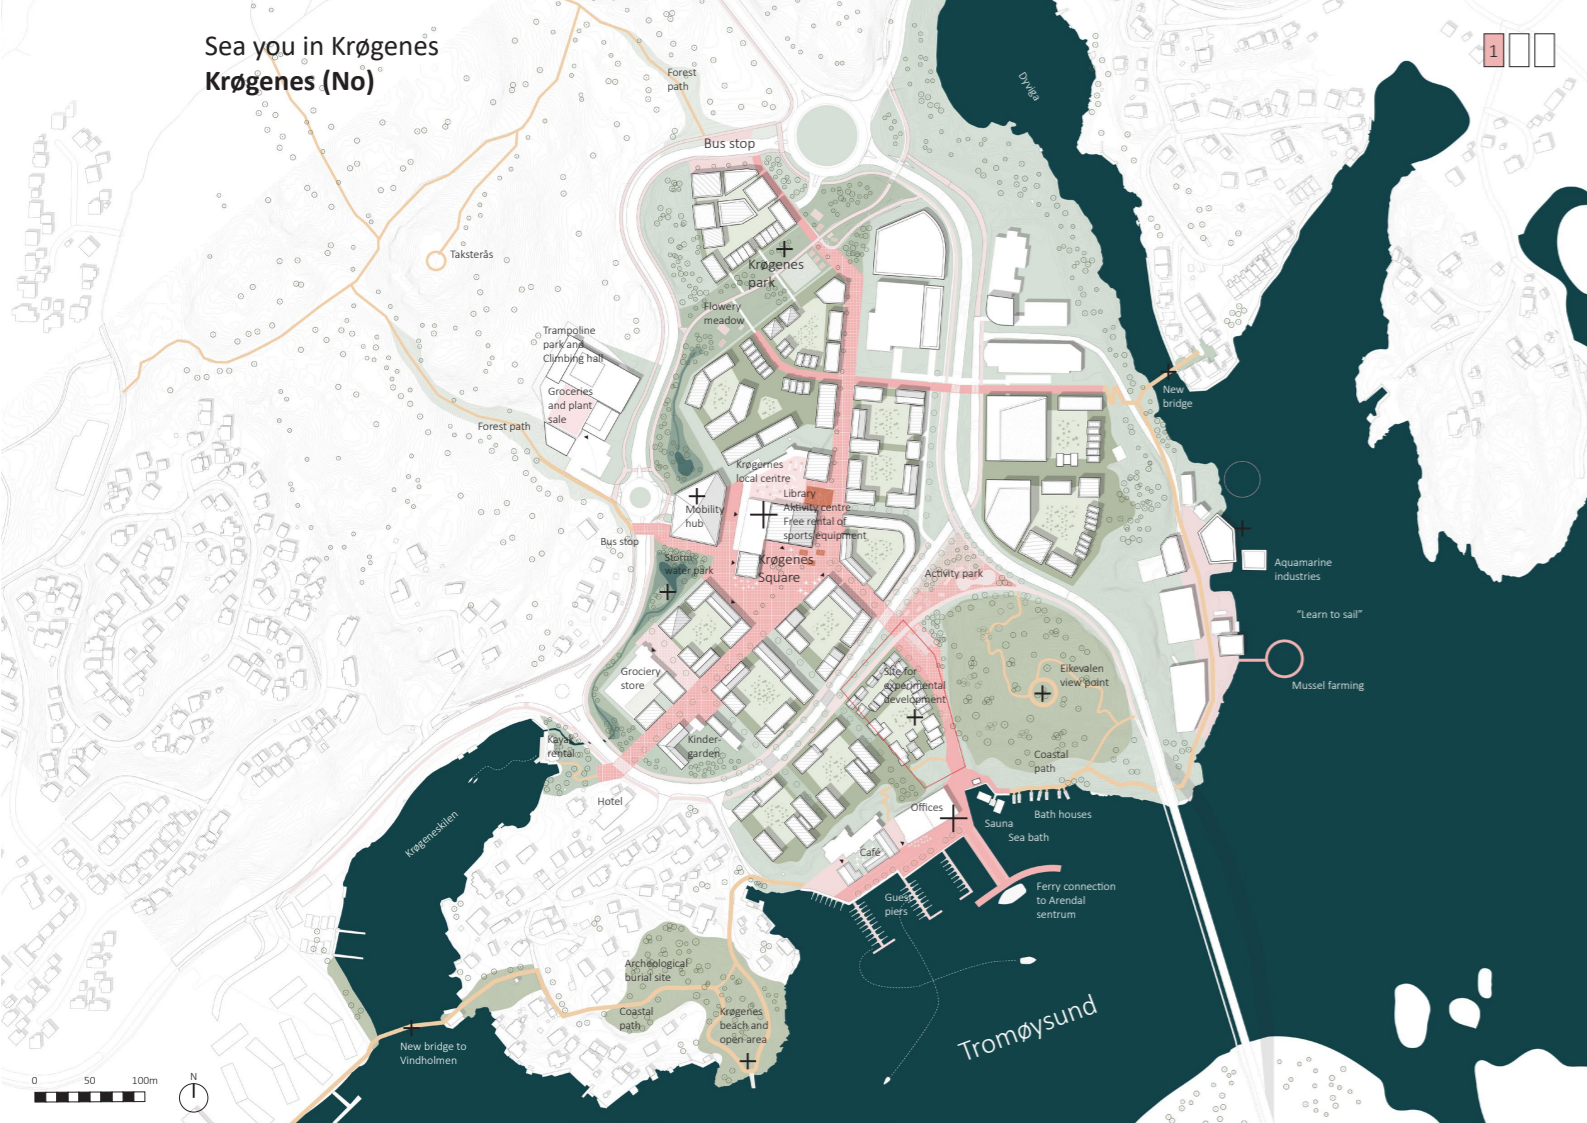 Sea you in Krøgenes
Krøgenes (No)
1
Dyviga
Forest
path
Bus stop
Taksterås
Krøgenes
park
Flowery
meadow
Trampoline
park and
Climbing hall
Groceries
and plant
sale
Forest path
New
bridge
Krøgernes
local centre
Library
Aktivity centre
Free rental of
sports equipment
Mobility
hub
Bus stop
Storm
water park
Krøgenes
Square
Activity park
Aquamarine
industries
"Learn to sail"
Mussel farming
Grociery
store
Site for
experimental
development
Eikevalen
view point
Kayak
rental
Kinder-
garden
Coastal
path
Hotel
Offices
Sauna
Bath houses
Sea bath
Krøgeneskilen
Café
Guest
piers
Ferry connection
to Arendal
sentrum
Archeological
burial site
Coastal
path
Krøgenes
beach and
open area
Tromøysund
New bridge to
Vindholmen
0 50 100m
N